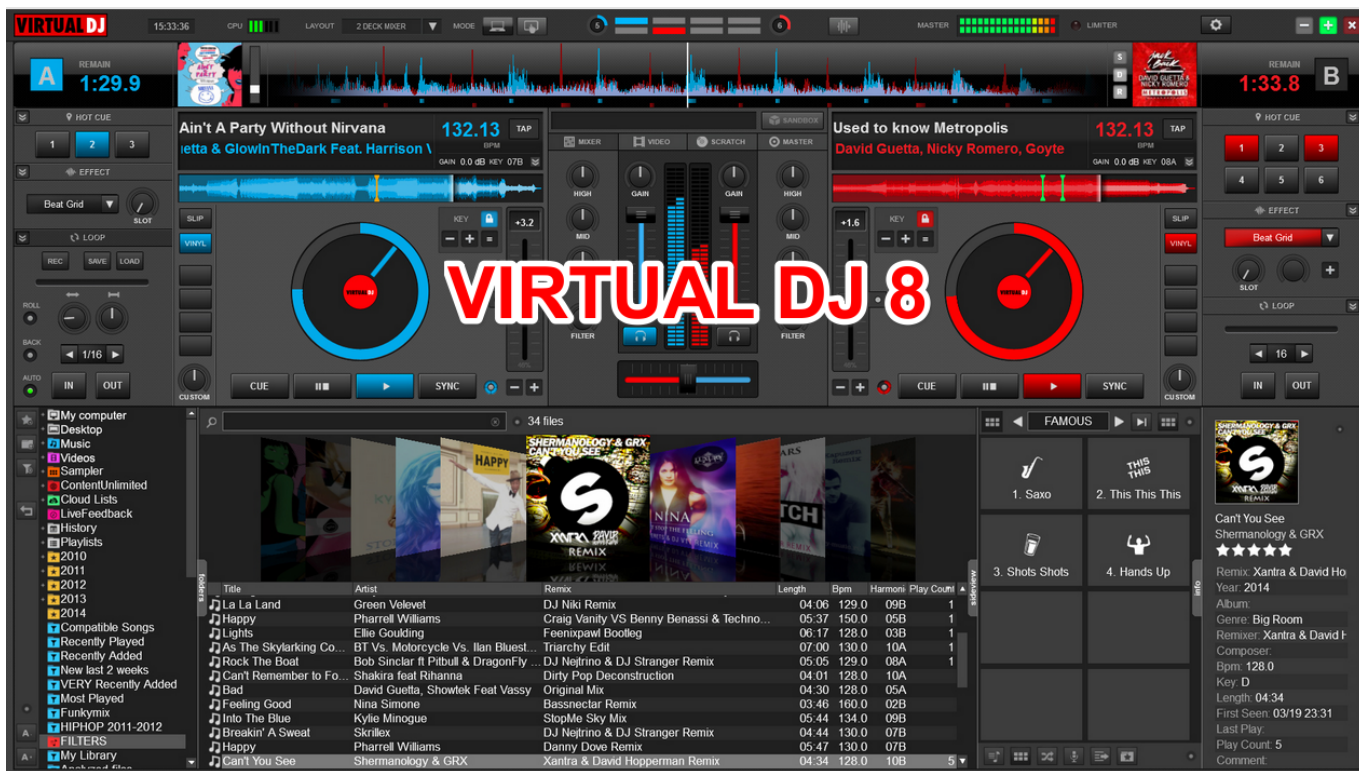 VIRTUAL DJ 15:33:36 CPU LAYOUT 2 DECK MIXER MODE 5 6 MASTER LIMITER
A REMAIN 1:29.9
S D R
REMAIN 1:33.8 B
HOT CUE
1 2 3
EFFECT
Beat Grid SLOT
LOOP
REC SAVE LOAD
ROLL
BACK 1/16
AUTO IN OUT
Ain't A Party Without Nirvana 132.13 TAP
etta & GlowInTheDark Feat. Harrison BPM
GAIN 0.0 dB KEY 07B
SLIP KEY +3.2
VINYL
CUSTOM CUE SYNC
SANDBOX
MIXER VIDEO SCRATCH MASTER
HIGH GAIN GAIN HIGH
MID MID
FILTER FILTER
VIRTUAL DJ 8
Used to know Metropolis 132.13 TAP
David Guetta, Nicky Romero, Goyte BPM
GAIN 0.0 dB KEY 08A
+1.6 KEY SLIP
VINYL
CUE SYNC CUSTOM
HOT CUE
1 2 3
4 5 6
EFFECT
Beat Grid
SLOT
LOOP
16
IN OUT
My computer
Desktop
Music
Videos
Sampler
ContentUnlimited
Cloud Lists
LiveFeedback
History
Playlists
2010
2011
2012
2013
2014
Compatible Songs
Recently Played
Recently Added
New last 2 weeks
VERY Recently Added
Most Played
Funkymix
HIPHOP 2011-2012
FILTERS
My Library
Analyzed files
folders
34 files
HAPPY
SHERMANOLOGY & GRX
CAN'T YOU SEE
REMIX
NINA
Title Artist Remix Length Bpm Harmoni Play Count
La La Land Green Velevet DJ Niki Remix 04:06 129.0 09B 1
Happy Pharrell Williams Craig Vanity VS Benny Benassi & Techno... 05:37 150.0 05B 1
Lights Ellie Goulding Feenixpawl Bootleg 06:17 128.0 03B 1
As The Skylarking Co... BT Vs. Motorcycle Vs. Ilan Bluest... Triarchy Edit 07:00 130.0 10A 1
Rock The Boat Bob Sinclar ft Pitbull & DragonFly ... DJ Nejtrino & DJ Stranger Remix 05:05 129.0 08A 1
Can't Remember to Fo... Shakira feat Rihanna Dirty Pop Deconstruction 04:01 128.0 10A
Bad David Guetta, Showtek Feat Vassy Original Mix 04:30 128.0 05A
Feeling Good Nina Simone Bassnectar Remix 03:46 160.0 02B
Into The Blue Kylie Minogue StopMe Sky Mix 05:44 134.0 09B
Breakin' A Sweat Skrillex DJ Nejtrino & DJ Stranger Remix 04:44 130.0 07B
Happy Pharrell Williams Danny Dove Remix 05:47 130.0 07B
Can't You See Shermanology & GRX Xantra & David Hopperman Remix 04:34 128.0 10B 5
sideview
FAMOUS
THIS THIS
1. Saxo 2. This This This
3. Shots Shots 4. Hands Up
info
SHERMANOLOGY & GRX
CAN'T YOU SEE
REMIX
Can't You See
Shermanology & GRX
Remix: Xantra & David Ho
Year: 2014
Album:
Genre: Big Room
Remixer: Xantra & David H
Composer:
Bpm: 128.0
Key: D
Length: 04:34
First Seen: 03/19 23:31
Last Play:
Play Count: 5
Comment: